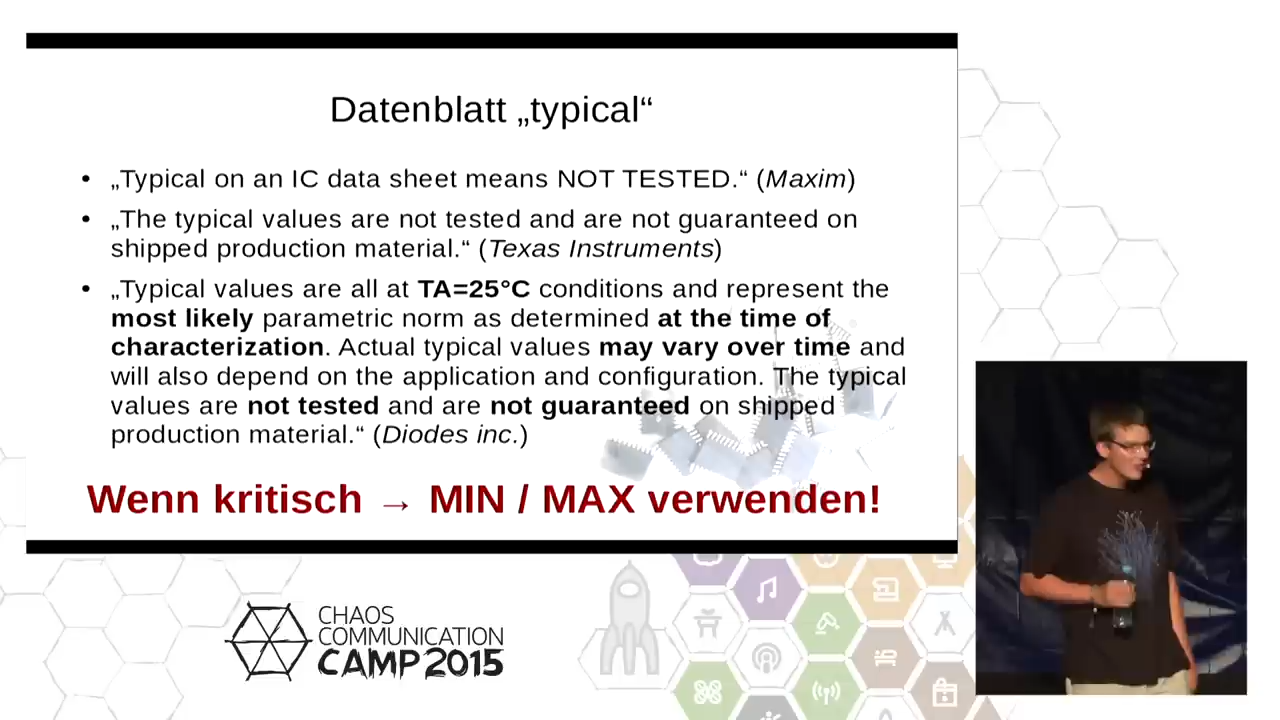 Datenblatt „typical“
• „Typical on an IC data sheet means NOT TESTED.“ (Maxim)
• „The typical values are not tested and are not guaranteed on
shipped production material.“ (Texas Instruments)
• „Typical values are all at TA=25°C conditions and represent the
most likely parametric norm as determined at the time of
characterization. Actual typical values may vary over time and
will also depend on the application and configuration. The typical
values are not tested and are not guaranteed on shipped
production material.“ (Diodes inc.)
Wenn kritisch → MIN / MAX verwenden!
CHAOS
COMMUNICATION
CAMP 2015